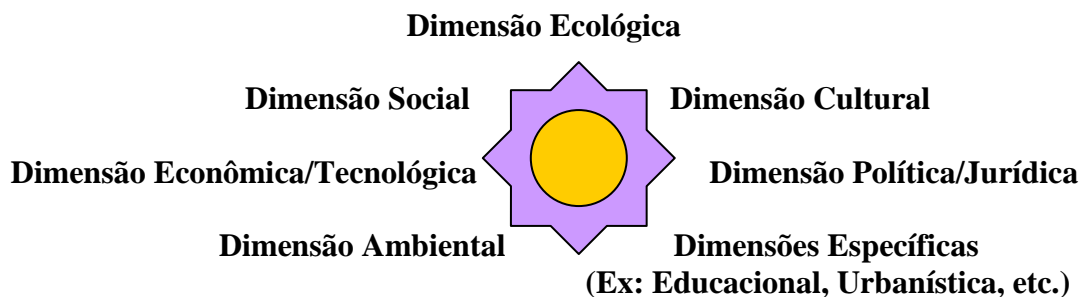 Dimensão Ecológica
Dimensão Social
Dimensão Cultural
Dimensão Econômica/Tecnológica
Dimensão Política/Jurídica
Dimensão Ambiental
Dimensões Específicas
(Ex: Educacional, Urbanística, etc.)